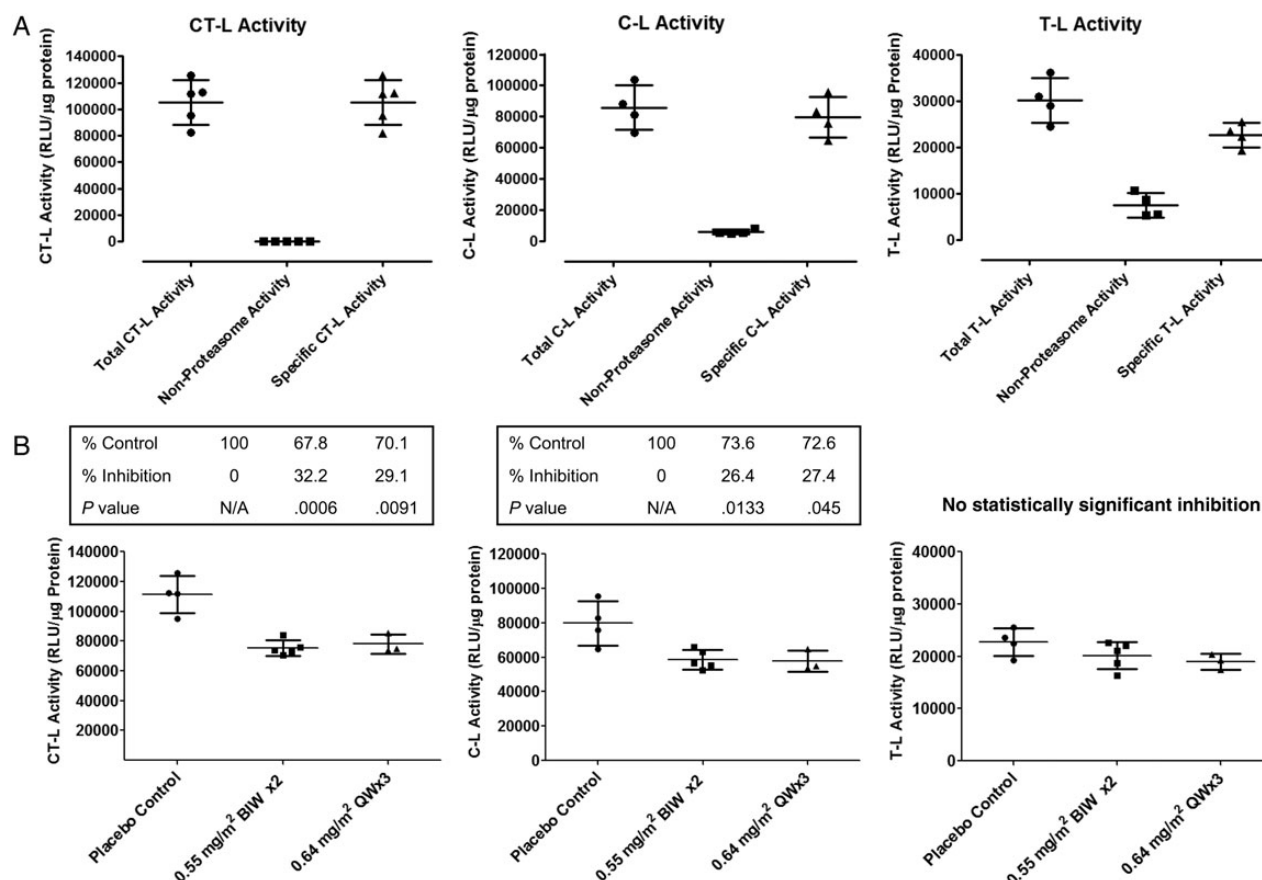 A
CT-L Activity
CT-L Activity (RLU/µg protein)
140000
120000
100000
80000
60000
40000
20000
0
Total CT-L Activity
Non-Proteasome Activity
Specific CT-L Activity
C-L Activity
C-L Activity (RLU/µg protein)
120000
100000
80000
60000
40000
20000
0
Total C-L Activity
Non-Proteasome Activity
Specific C-L Activity
T-L Activity
T-L Activity (RLU/µg Protein)
40000
30000
20000
10000
0
Total T-L Activity
Non-Proteasome Activity
Specific T-L Activity
B
% Control 100 67.8 70.1
% Inhibition 0 32.2 29.1
P value N/A .0006 .0091
CT-L Activity (RLU/µg Protein)
140000
120000
100000
80000
60000
40000
20000
Placebo Control
0.55 mg/m² BIW x2
0.64 mg/m² QWx3
% Control 100 73.6 72.6
% Inhibition 0 26.4 27.4
P value N/A .0133 .045
C-L Activity (RLU/µg protein)
120000
100000
80000
60000
40000
20000
0
Placebo Control
0.55 mg/m² BIW x2
0.64 mg/m² QWx3
No statistically significant inhibition
T-L Activity (RLU/µg protein)
40000
30000
20000
10000
0
Placebo Control
0.55 mg/m² BIW x2
0.64 mg/m² QWx3